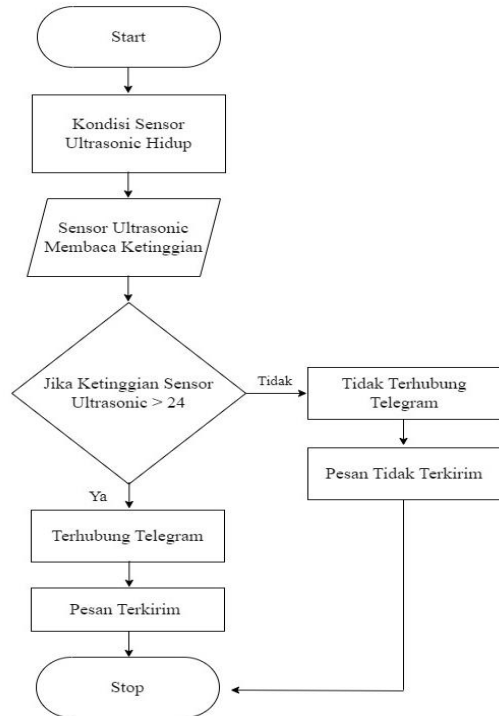 Start
Kondisi Sensor
Ultrasonic Hidup
Sensor Ultrasonic
Membaca Ketinggian
Jika Ketinggian Sensor
Ultrasonic > 24
Tidak
Tidak Terhubung
Telegram
Pesan Tidak Terkirim
Ya
Terhubung Telegram
Pesan Terkirim
Stop